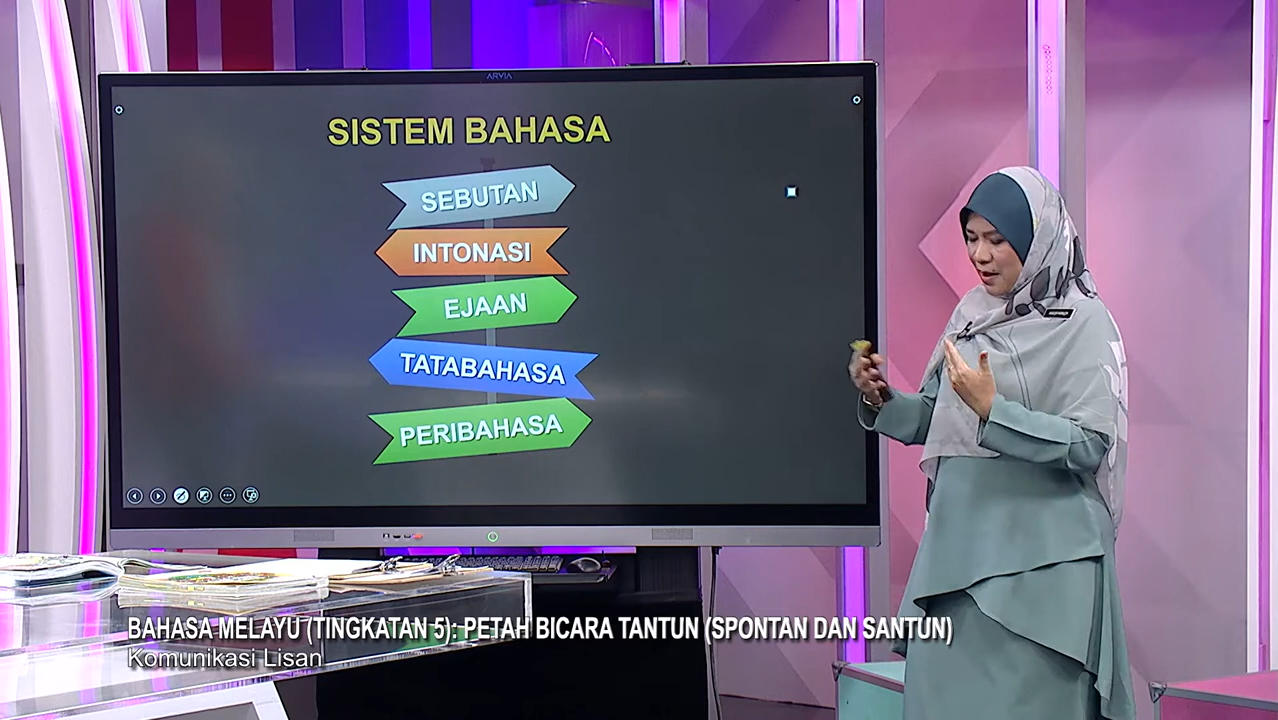 ARVIA
SISTEM BAHASA
SEBUTAN
INTONASI
EJAAN
TATABAHASA
PERIBAHASA
BAHASA MELAYU (TINGKATAN 5): PETAH BICARA TANTUN (SPONTAN DAN SANTUN)
Komunikasi Lisan